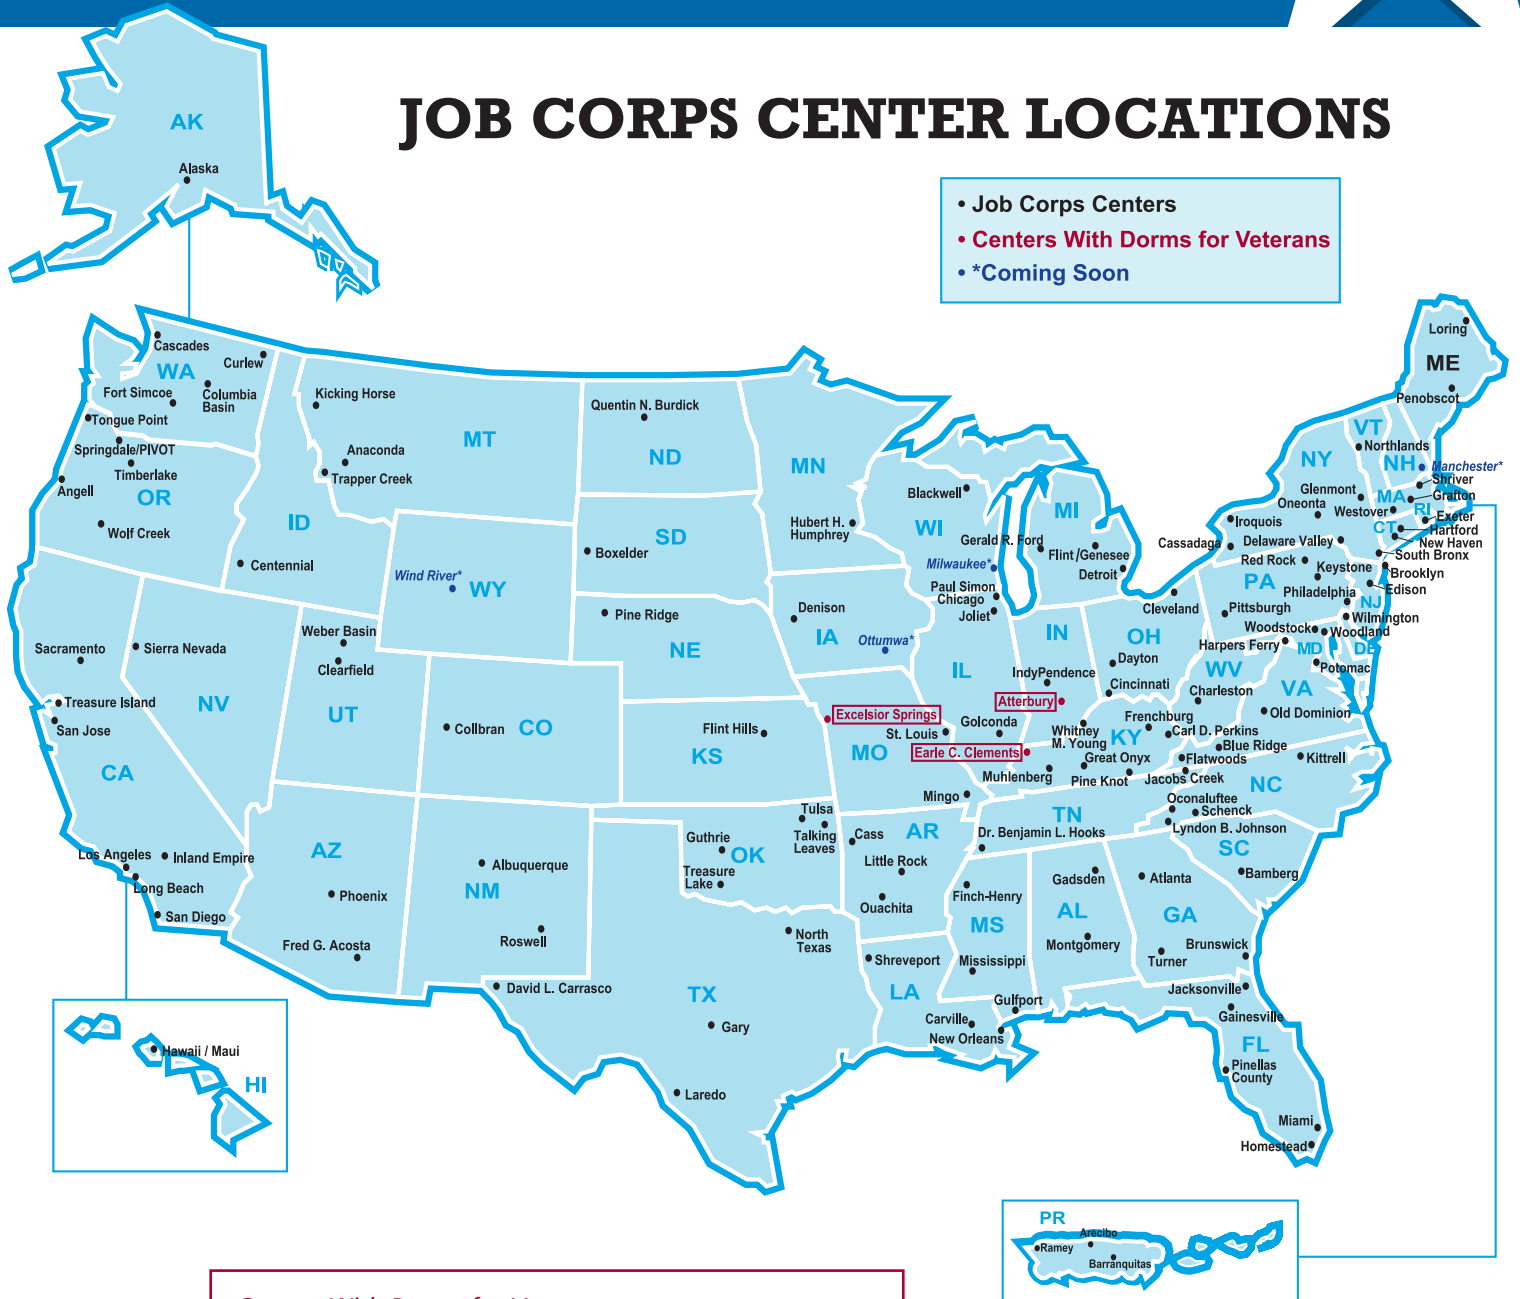 JOB CORPS CENTER LOCATIONS
• Job Corps Centers
• Centers With Dorms for Veterans
• *Coming Soon
AK
Alaska
Cascades
WA
Curlew
Fort Simcoe
Columbia
Basin
Tongue Point
Springdale/PIVOT
Timberlake
Angell
OR
Wolf Creek
ID
Centennial
Kicking Horse
Anaconda
Trapper Creek
MT
Quentin N. Burdick
ND
SD
Boxelder
Wind River*
WY
Pine Ridge
NE
MN
Hubert H.
Humphrey
Blackwell
WI
Milwaukee*
Gerald R. Ford
MI
Flint /Genesee
Detroit
Paul Simon
Chicago
Joliet
Denison
IA
Ottumwa*
IL
IN
IndyPendence
Atterbury
OH
Cleveland
Dayton
Cincinnati
Sacramento
Sierra Nevada
Treasure Island
San Jose
NV
CA
Weber Basin
Clearfield
UT
Collbran
CO
Flint Hills
KS
Excelsior Springs
St. Louis
MO
Golconda
Earle C. Clements
Mingo
Whitney
M. Young
Muhlenberg
Great Onyx
Pine Knot
KY
Frenchburg
Carl D. Perkins
Charleston
WV
Harpers Ferry
VA
Old Dominion
Blue Ridge
Flatwoods
Jacobs Creek
Kittrell
NC
Oconaluftee
Schenck
Lyndon B. Johnson
SC
Bamberg
TN
Dr. Benjamin L. Hooks
Los Angeles
Inland Empire
Long Beach
San Diego
AZ
Phoenix
Fred G. Acosta
NM
Albuquerque
Roswell
David L. Carrasco
Tulsa
Talking
Leaves
Guthrie
OK
Treasure
Lake
Cass
AR
Little Rock
Ouachita
North
Texas
TX
Gary
Laredo
Shreveport
LA
Carville
New Orleans
Finch-Henry
MS
Mississippi
Gulfport
Gadsden
AL
Montgomery
Atlanta
GA
Turner
Brunswick
Jacksonville
Gainesville
FL
Pinellas
County
Miami
Homestead
Loring
ME
Penobscot
VT
Northlands
NH
Manchester*
NY
Glenmont
Oneonta
Iroquois
Cassadaga
Delaware Valley
MA
Westover
Shriver
Grafton
RI
CT
Exeter
Hartford
New Haven
South Bronx
Brooklyn
Edison
Red Rock
Keystone
PA
Philadelphia
Pittsburgh
NJ
Wilmington
Woodstock
Woodland
MD
DE
Potomac
Hawaii / Maui
HI
PR
Arecibo
Ramey
Barranquitas